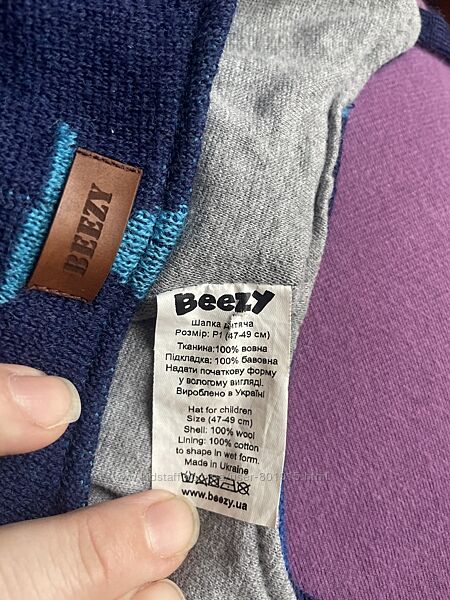 BEEZY
Beezy
Шапка дитяча
Розмір: Р1 (47-49 см)
Тканина:100% вовна
Підкладка: 100% бавовна
Надати початкову форму
у вологому вигляді.
Вироблено в Україні
Hat for children
Size (47-49 cm)
Shell: 100% wool
Lining: 100% cotton
to shape in wet form.
Made in Ukraine
www.beezy.ua